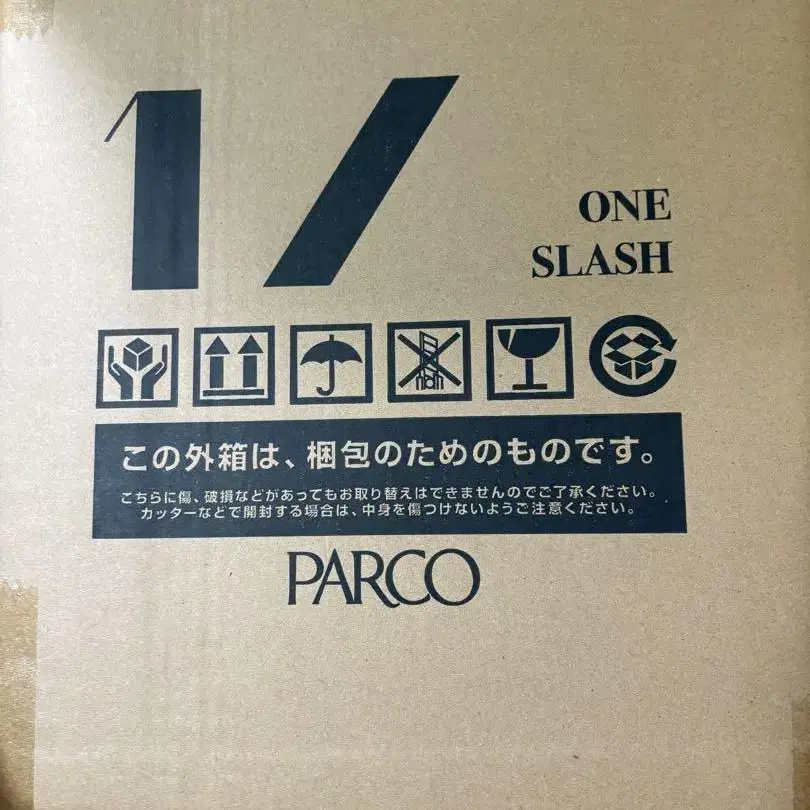 1/
ONE
SLASH
この外箱は、梱包のためのものです。
こちらに傷、破損などがあってもお取り替えはできませんのでご了承ください。
カッターなどで開封する場合は、中身を傷つけないようご注意ください。
PARCO